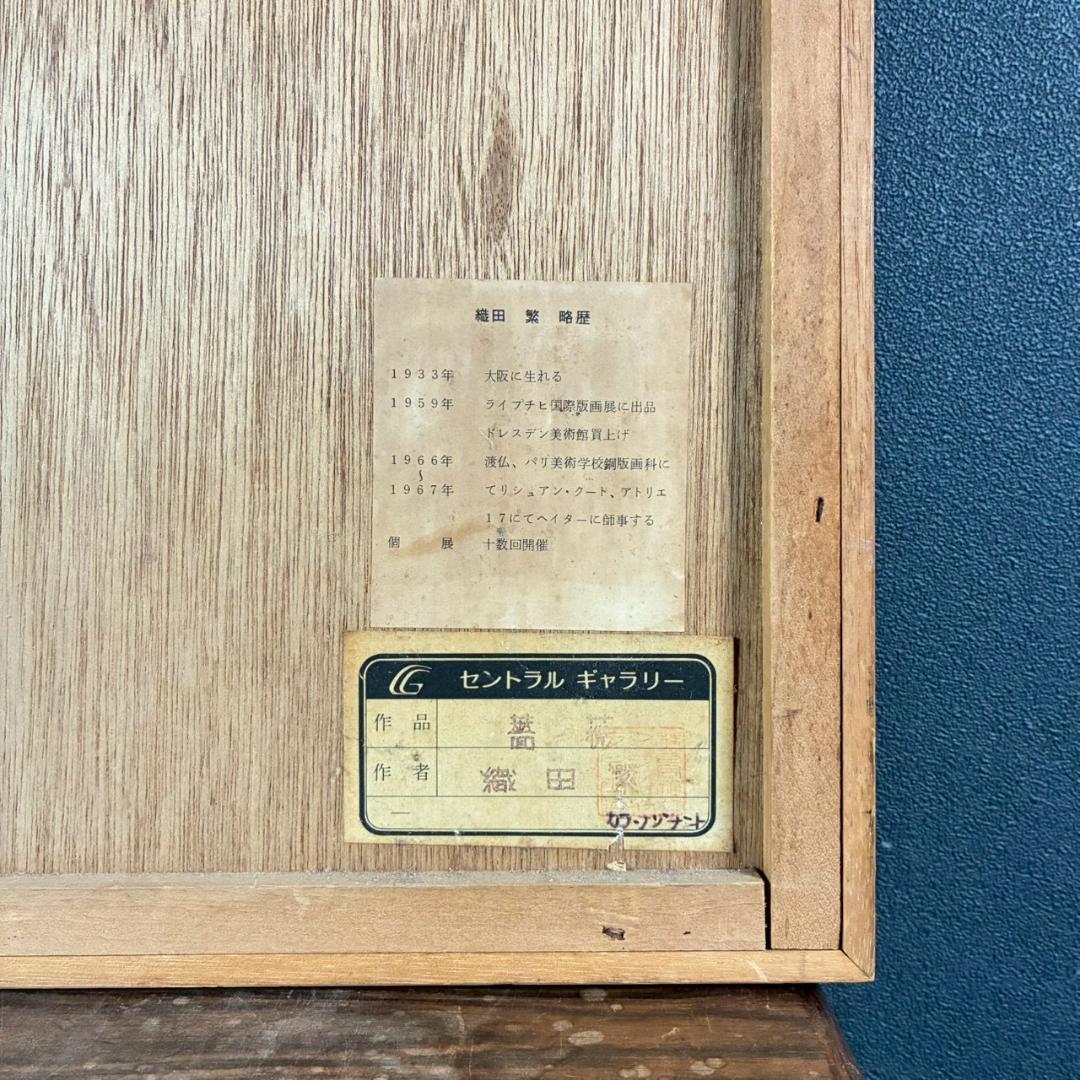 織田 繁 略歴
1933年 大阪に生れる
1959年 ライプチヒ国際版画展に出品
ドレスデン美術館買上げ
1966年 渡仏、パリ美術学校銅版画科に
〜
1967年 てリシュアン・クート、アトリエ
17にてヘイターに師事する
個 展 十数回開催
CG セントラル ギャラリー
作 品 薔 薇
作 者 織 田 繁